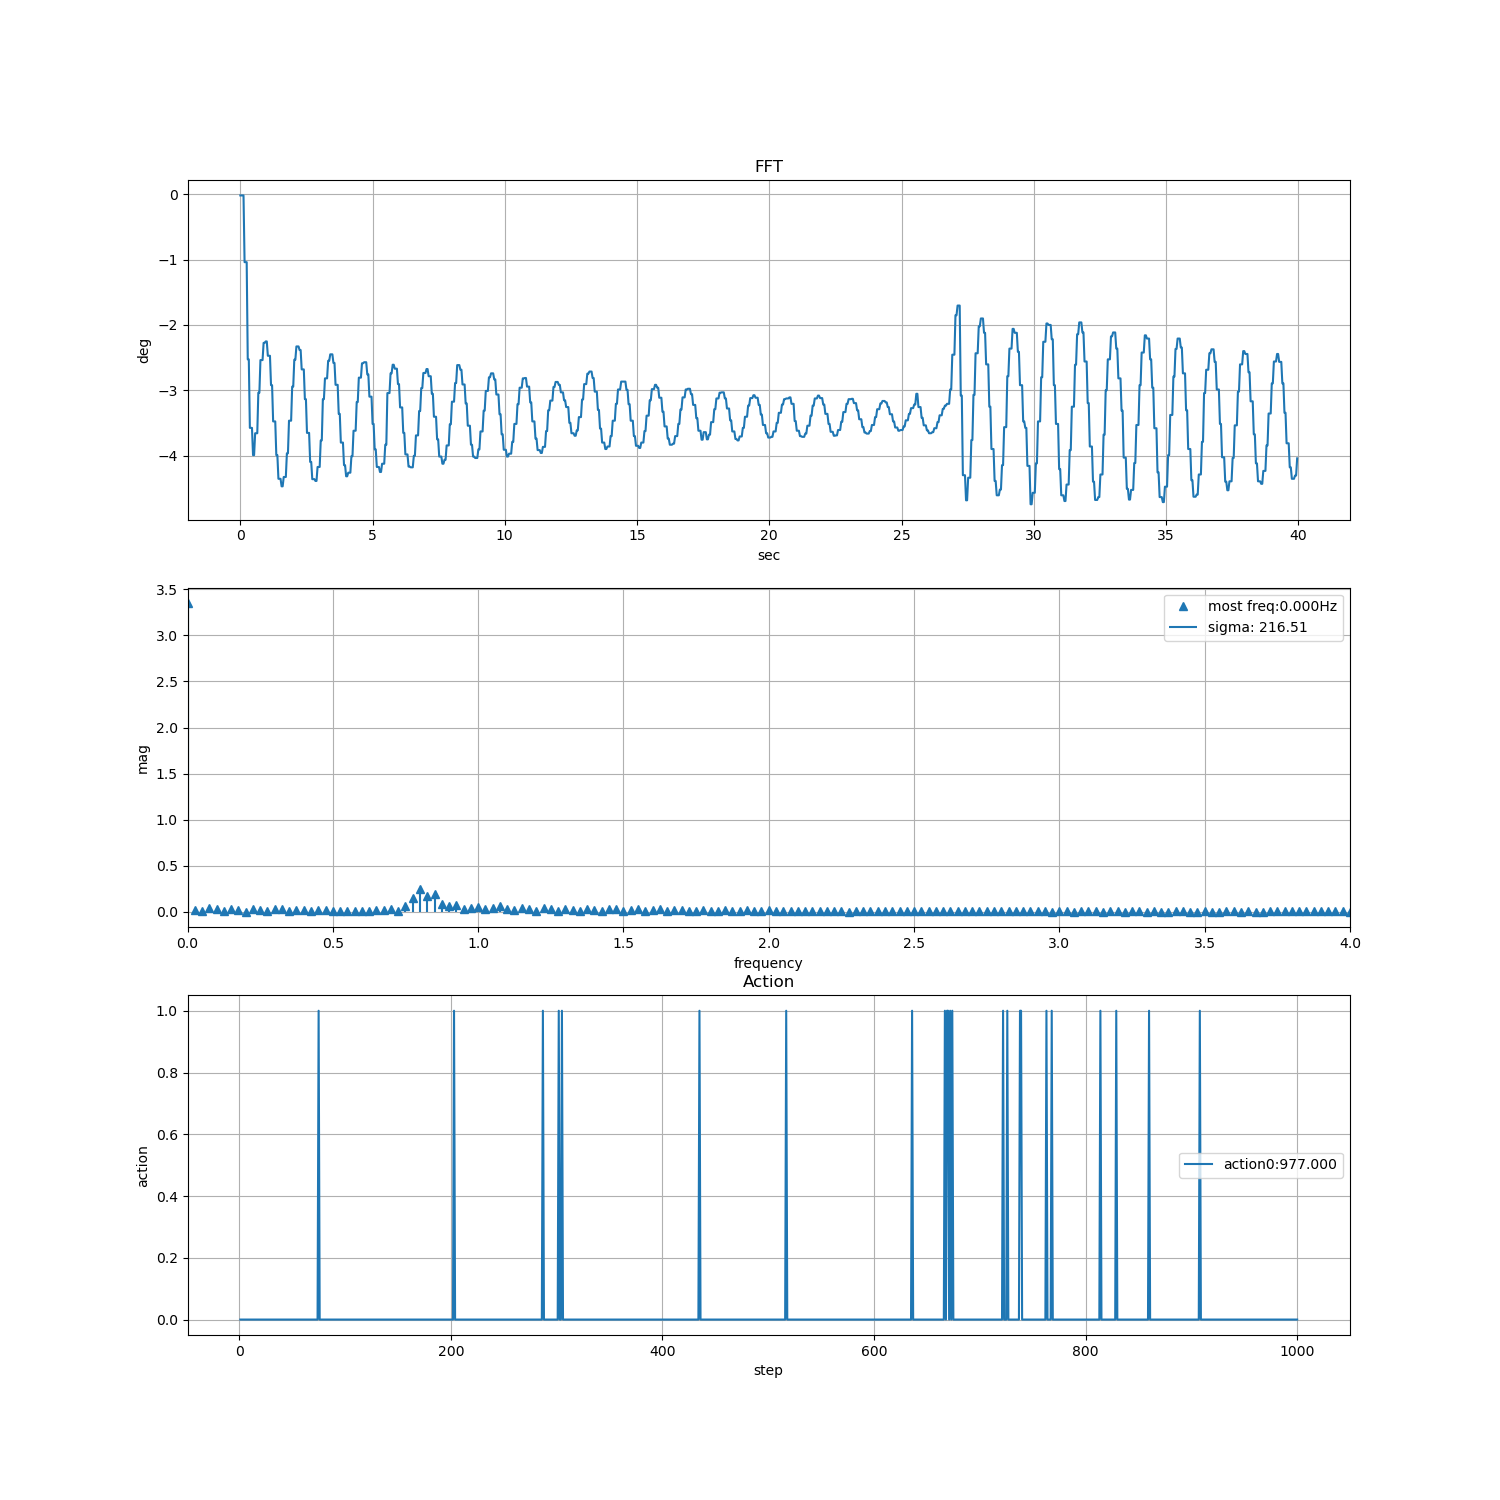 FFT
0
−1
−2
−3
−4
deg
0 5 10 15 20 25 30 35 40
sec
3.5
3.0
2.5
2.0
1.5
1.0
0.5
0.0
mag
most freq:0.000Hz
sigma: 216.51
0.0 0.5 1.0 1.5 2.0 2.5 3.0 3.5 4.0
frequency
Action
1.0
0.8
0.6
0.4
0.2
0.0
action
action0:977.000
0 200 400 600 800 1000
step